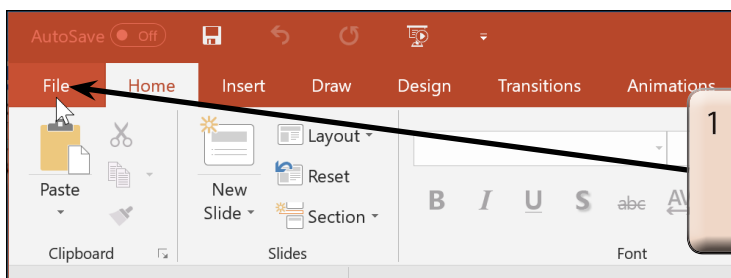 AutoSave Off
File Home Insert Draw Design Transitions Animations
1
Layout
Reset
Section
Paste
New
Slide
B I U S abc AV
Clipboard Slides Font